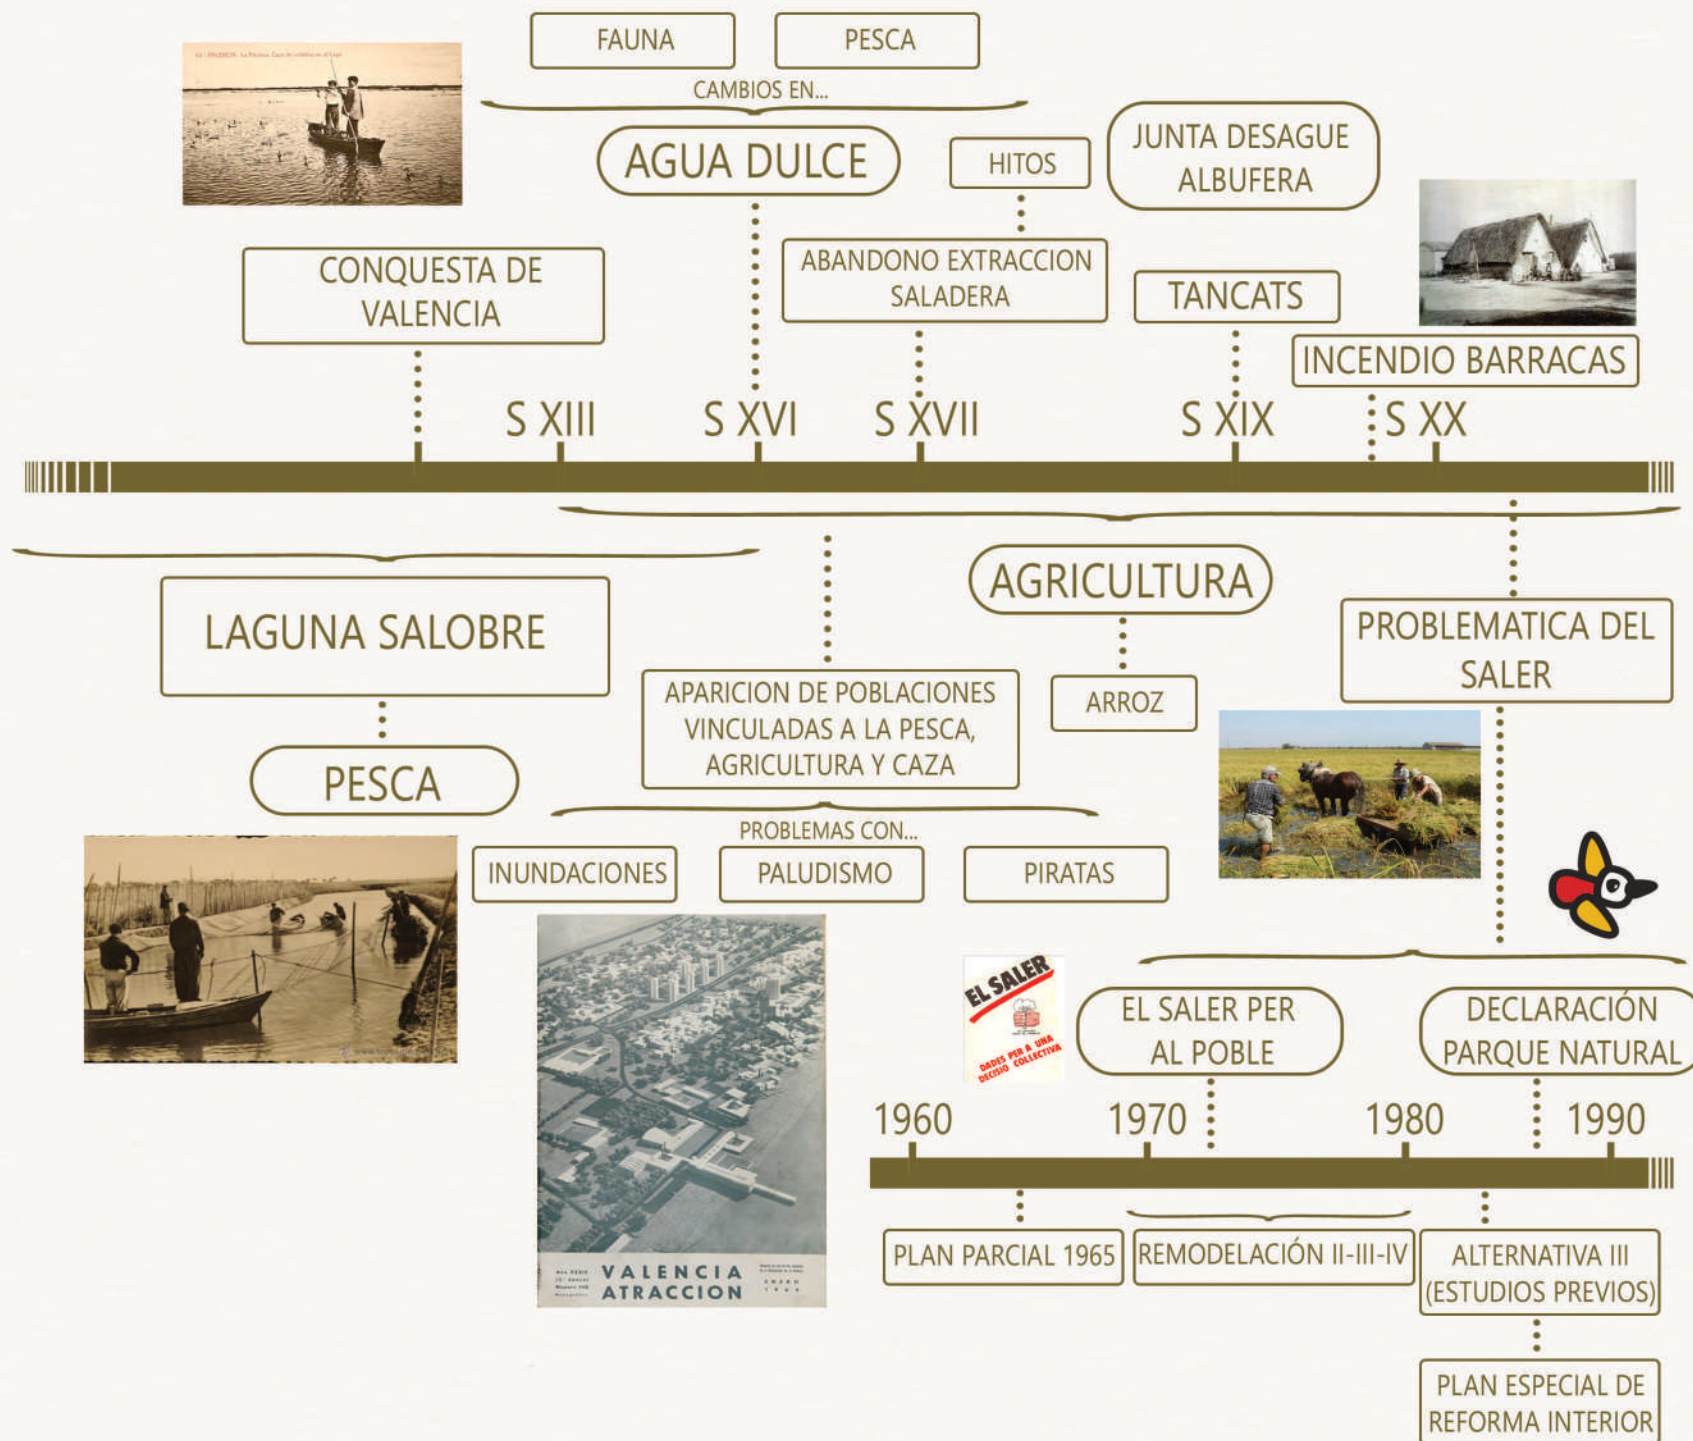 FAUNA
PESCA
CAMBIOS EN...
AGUA DULCE
HITOS
JUNTA DESAGUE
ALBUFERA
CONQUESTA DE
VALENCIA
ABANDONO EXTRACCION
SALADERA
TANCATS
INCENDIO BARRACAS
S XIII
S XVI
S XVII
S XIX
S XX
LAGUNA SALOBRE
PESCA
AGRICULTURA
ARROZ
PROBLEMATICA DEL
SALER
APARICION DE POBLACIONES
VINCULADAS A LA PESCA,
AGRICULTURA Y CAZA
PROBLEMAS CON...
INUNDACIONES
PALUDISMO
PIRATAS
EL SALER
DADES PER A UNA
DECISIO COLLECTIVA
VALENCIA
ATRACCION
ENERO
EL SALER PER
AL POBLE
DECLARACIÓN
PARQUE NATURAL
1960
1970
1980
1990
PLAN PARCIAL 1965
REMODELACIÓN II-III-IV
ALTERNATIVA III
(ESTUDIOS PREVIOS)
PLAN ESPECIAL DE
REFORMA INTERIOR